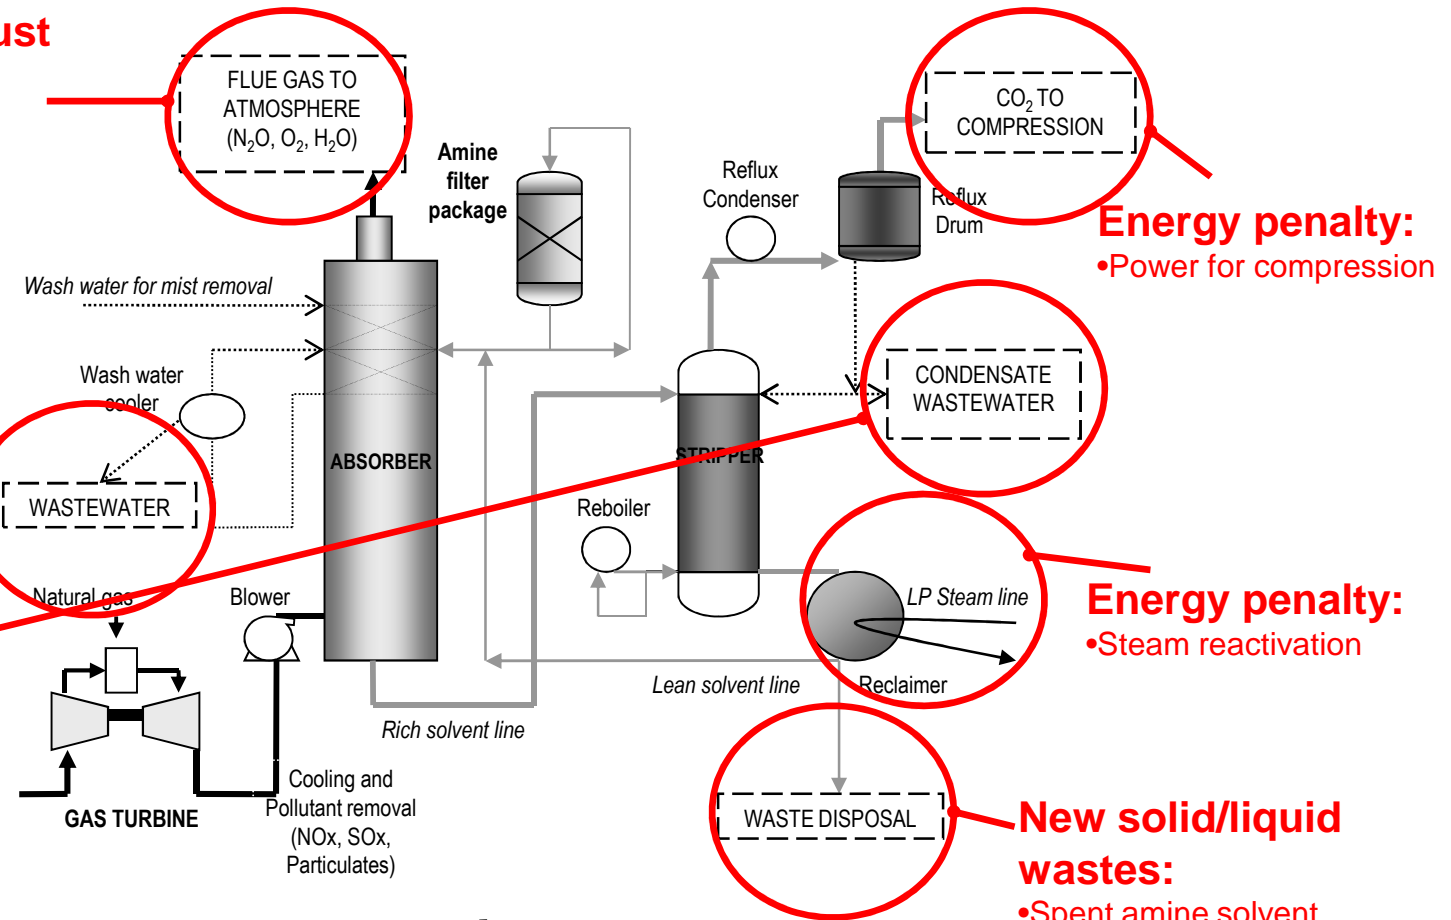 ust
FLUE GAS TO
ATMOSPHERE
(N2O, O2, H2O)
CO2 TO
COMPRESSION
Amine
filter
package
Reflux
Condenser
Reflux
Drum
Energy penalty:
•Power for compression
Wash water for mist removal
Wash water
cooler
CONDENSATE
WASTEWATER
ABSORBER
STRIPPER
WASTEWATER
Reboiler
Natural gas
Blower
LP Steam line
Energy penalty:
•Steam reactivation
Lean solvent line
Reclaimer
Rich solvent line
Cooling and
Pollutant removal
(NOx, SOx,
Particulates)
GAS TURBINE
WASTE DISPOSAL
New solid/liquid
wastes:
•Spent amine solvent